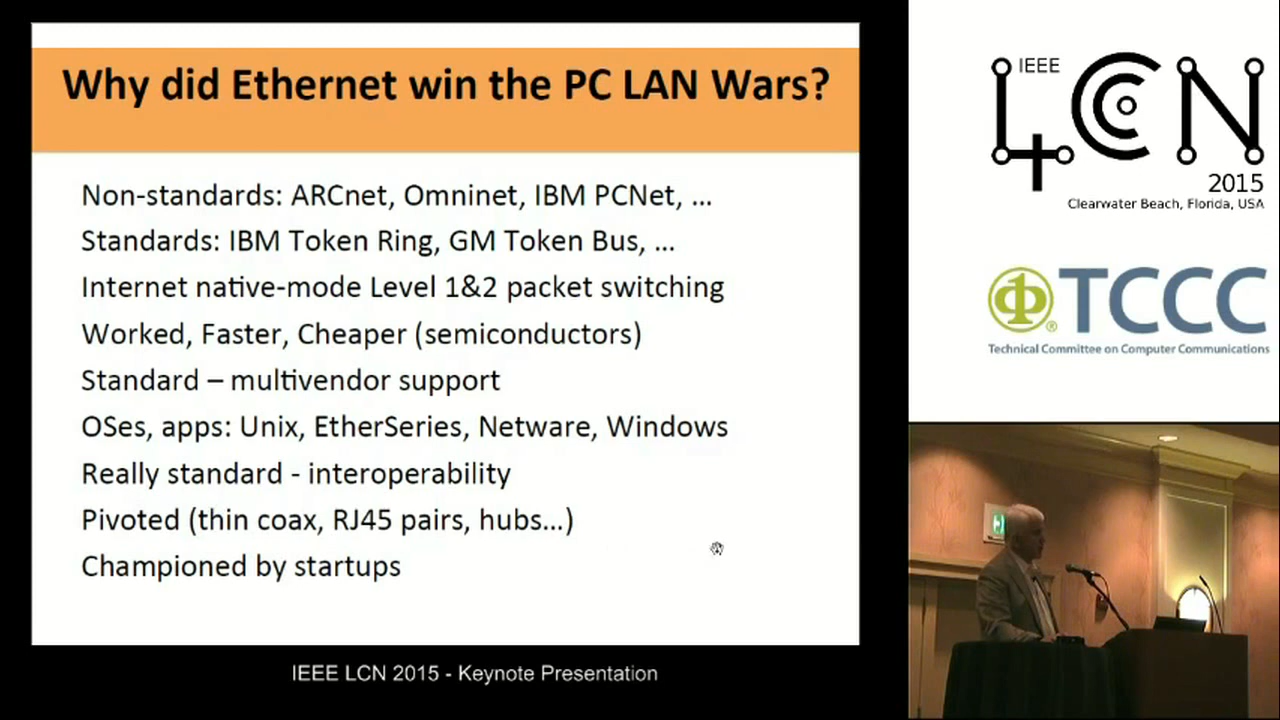 Why did Ethernet win the PC LAN Wars?
Non-standards: ARCnet, Omninet, IBM PCNet, ...
Standards: IBM Token Ring, GM Token Bus, ...
Internet native-mode Level 1&2 packet switching
Worked, Faster, Cheaper (semiconductors)
Standard – multivendor support
OSes, apps: Unix, EtherSeries, Netware, Windows
Really standard - interoperability
Pivoted (thin coax, RJ45 pairs, hubs...)
Championed by startups
IEEE LCN 2015 - Keynote Presentation
IEEE
LCN
2015
Clearwater Beach, Florida, USA
® TCCC
Technical Committee on Computer Communications